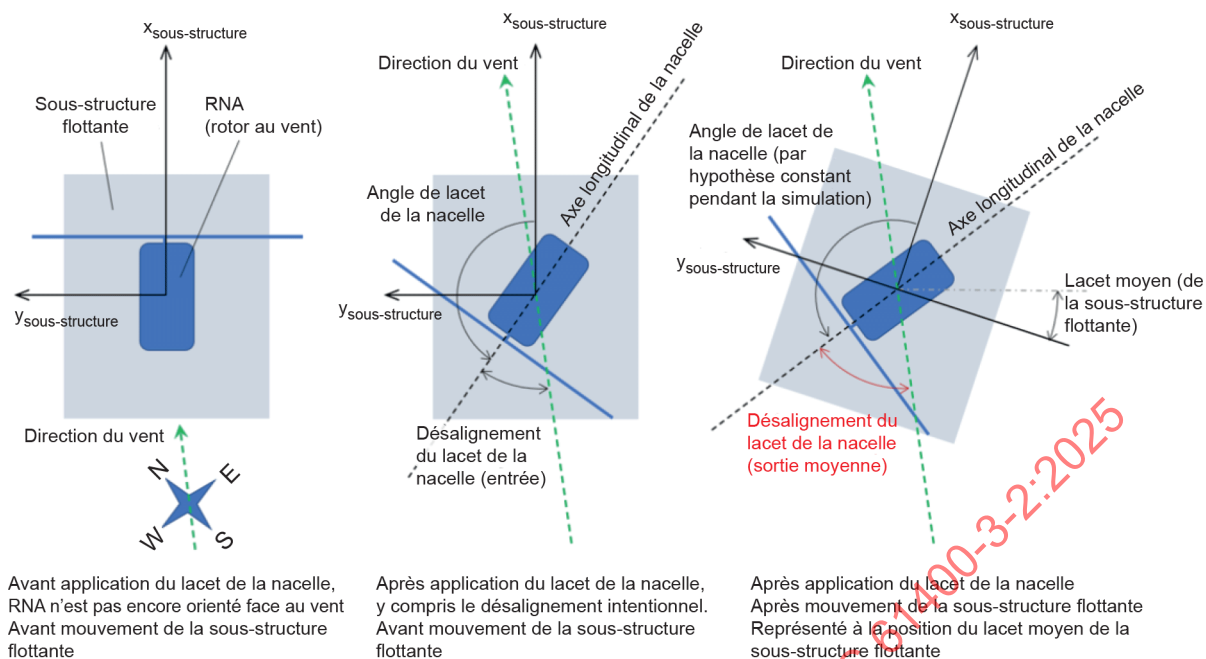 x sous-structure
Sous-structure
flottante
RNA
(rotor au vent)
y sous-structure
Direction du vent
N
E
W
S
Avant application du lacet de la nacelle,
RNA n'est pas encore orienté face au vent
Avant mouvement de la sous-structure
flottante
x sous-structure
Direction du vent
Axe longitudinal de la nacelle
Angle de lacet
de la nacelle
y sous-structure
Désalignement
du lacet de la
nacelle (entrée)
Après application du lacet de la nacelle,
y compris le désalignement intentionnel.
Avant mouvement de la sous-structure
flottante
x sous-structure
Direction du vent
Axe longitudinal de la nacelle
Angle de lacet de
la nacelle (par
hypothèse constant
pendant la simulation)
y sous-structure
Lacet moyen (de
la sous-structure
flottante)
Désalignement du
lacet de la nacelle
(sortie moyenne)
Après application du lacet de la nacelle
Après mouvement de la sous-structure flottante
Représenté à la position du lacet moyen de la
sous-structure flottante
61400-3-2:2025